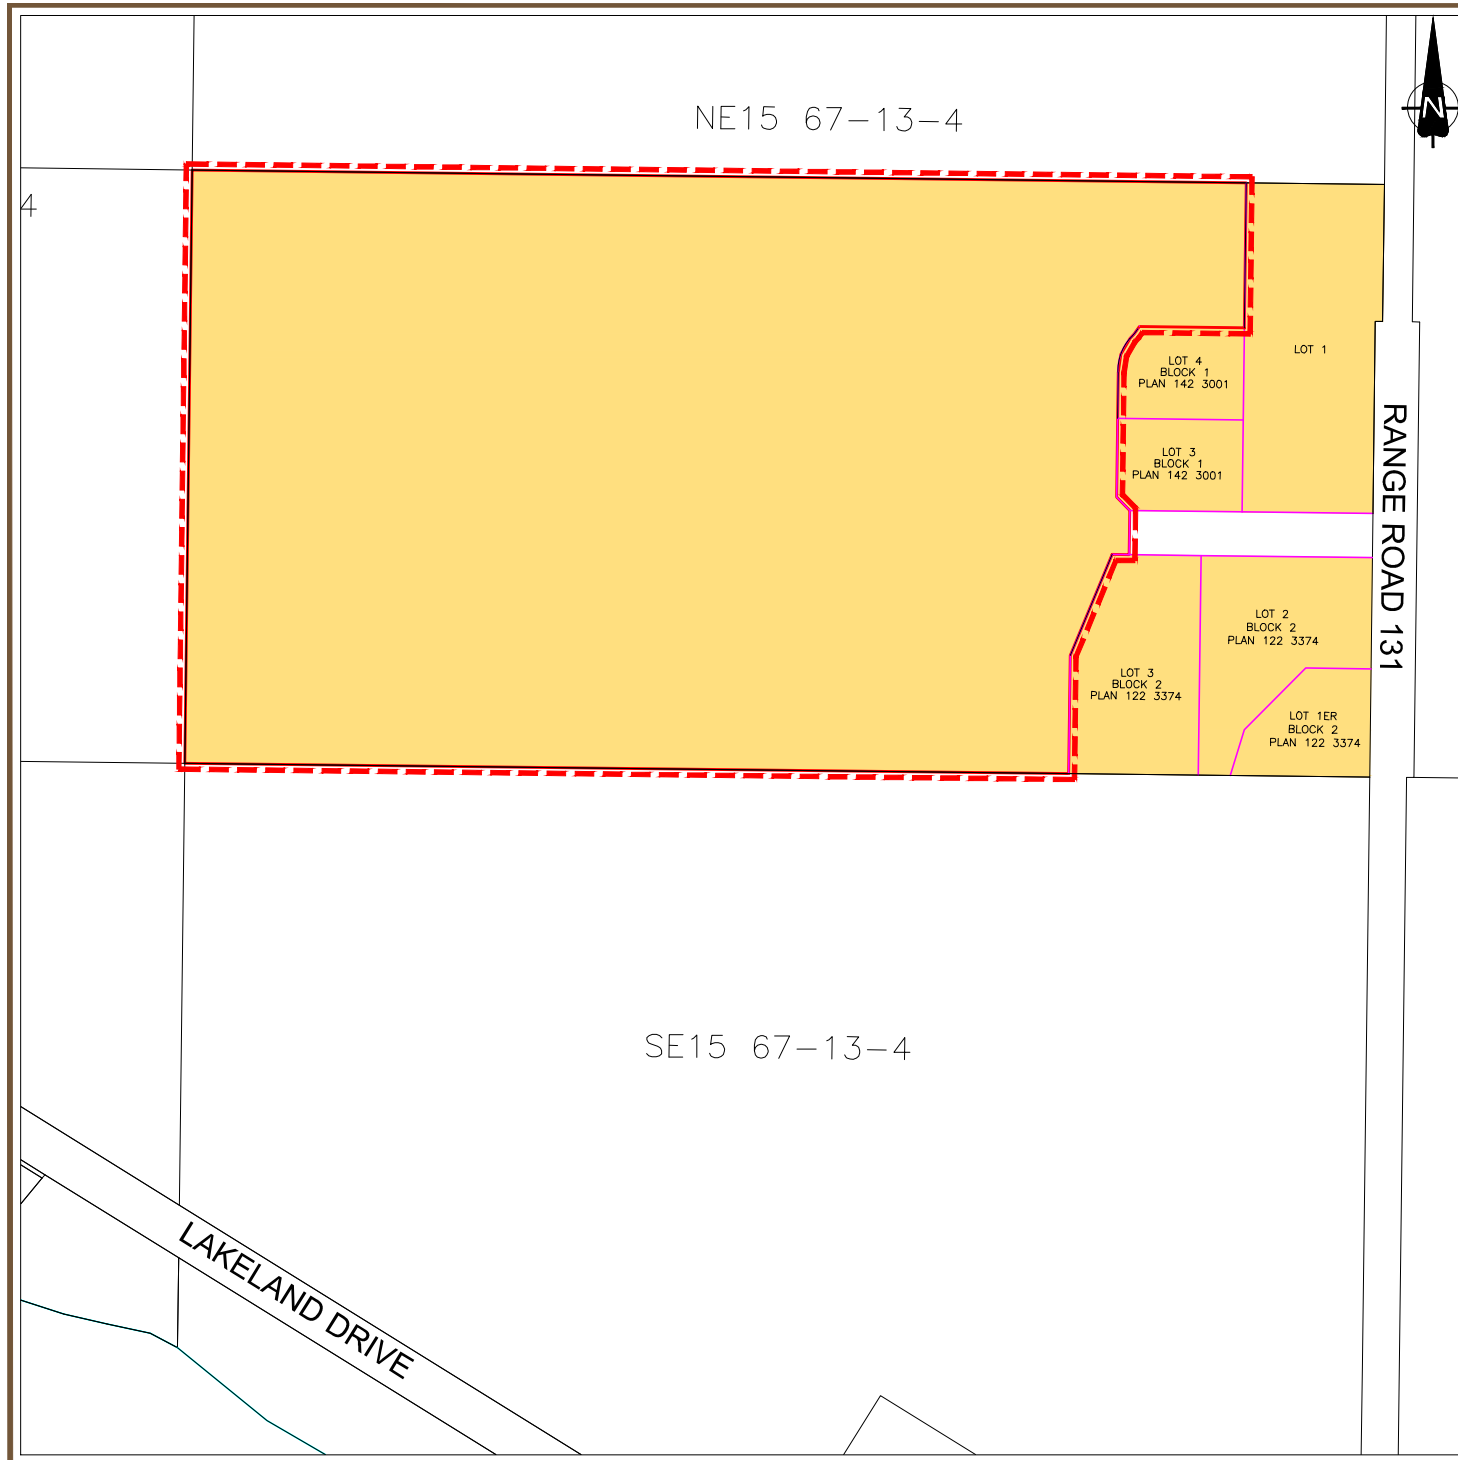 N
NE15 67-13-4
4
LOT 1
LOT 4
BLOCK 1
PLAN 142 3001
LOT 3
BLOCK 1
PLAN 142 3001
RANGE ROAD 131
LOT 2
BLOCK 2
PLAN 122 3374
LOT 3
BLOCK 2
PLAN 122 3374
LOT 1ER
BLOCK 2
PLAN 122 3374
SE15 67-13-4
LAKELAND DRIVE